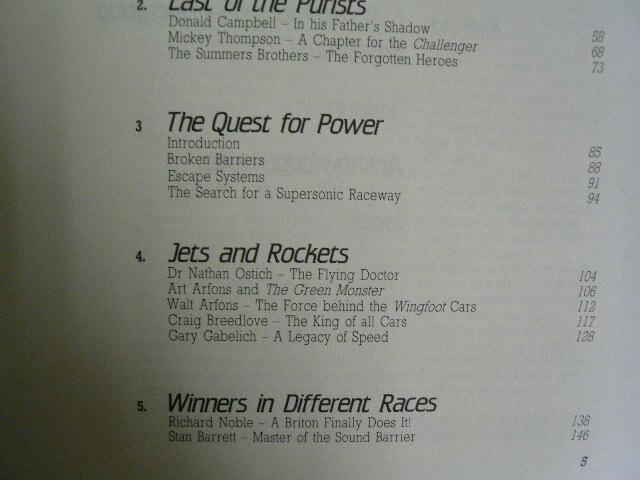 2. Last of the Purists
Donald Campbell – In his Father's Shadow 58
Mickey Thompson – A Chapter for the Challenger 68
The Summers Brothers – The Forgotten Heroes 73
3 The Quest for Power
Introduction 85
Broken Barriers 88
Escape Systems 91
The Search for a Supersonic Raceway 94
4. Jets and Rockets
Dr Nathan Ostich – The Flying Doctor 104
Art Arfons and The Green Monster 106
Walt Arfons – The Force behind the Wingfoot Cars 112
Craig Breedlove – The King of all Cars 117
Gary Gabelich – A Legacy of Speed 128
5. Winners in Different Races
Richard Noble – A Briton Finally Does It! 138
Stan Barrett – Master of the Sound Barrier 146
5